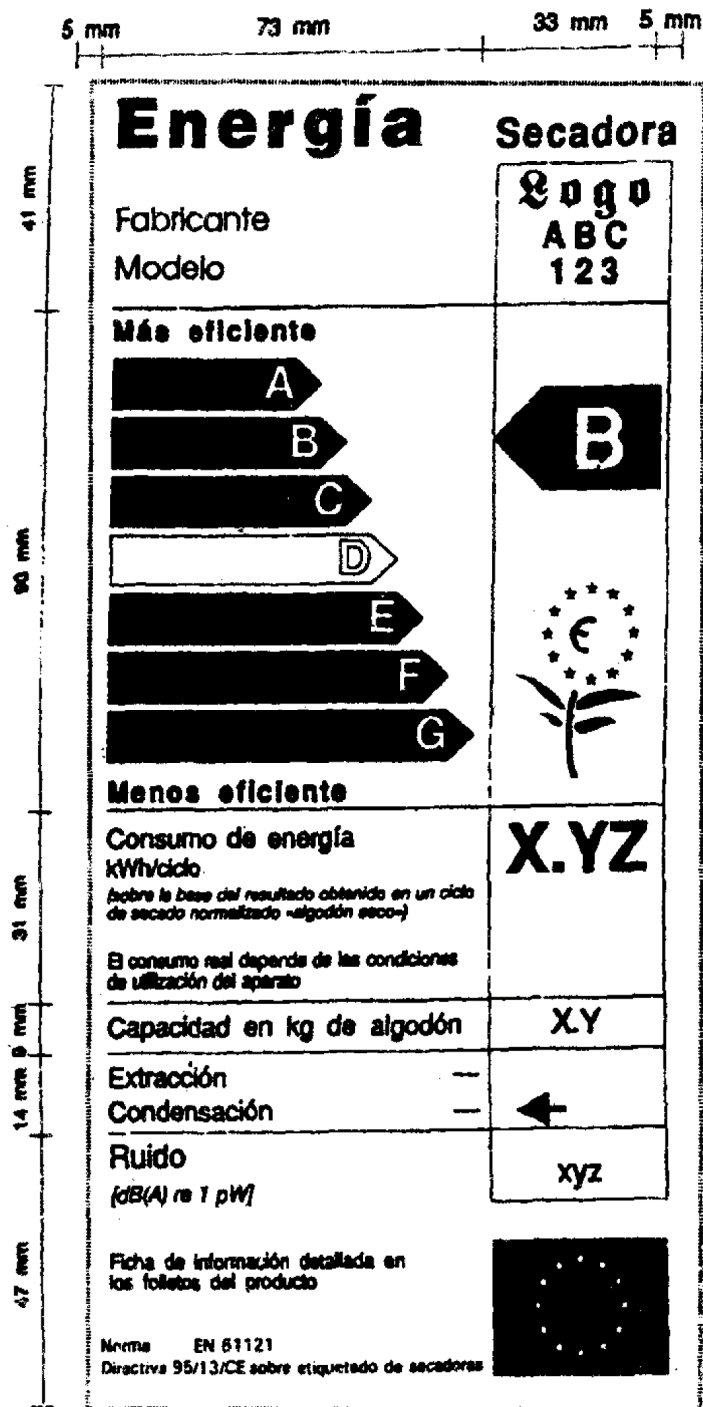 5 mm 73 mm 33 mm 5 mm
Energía
Secadora
41 mm
Fabricante
Modelo
Logo
ABC
123
Más eficiente
A
B
B
C
D
E
F
G
90 mm
Menos eficiente
Consumo de energía
kWh/ciclo
X.YZ
(sobre la base del resultado obtenido en un ciclo
de secado normalizado «algodón seco»)
31 mm
El consumo real depende de las condiciones
de utilización del aparato
9 mm
Capacidad en kg de algodón
X.Y
14 mm
Extracción —
Condensación —
Ruido
[dB(A) re 1 pW]
xyz
47 mm
Ficha de información detallada en
los folletos del producto
Norma EN 61121
Directiva 95/13/CE sobre etiquetado de secadoras